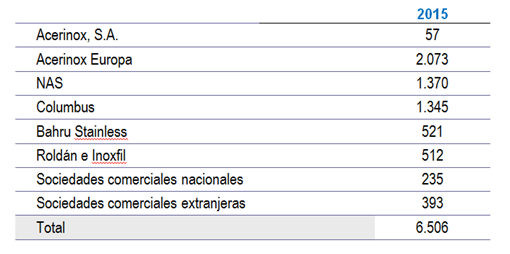 2015
Acerinox, S.A. 57
Acerinox Europa 2.073
NAS 1.370
Columbus 1.345
Bahru Stainless 521
Roldán e Inoxfil 512
Sociedades comerciales nacionales 235
Sociedades comerciales extranjeras 393
Total 6.506